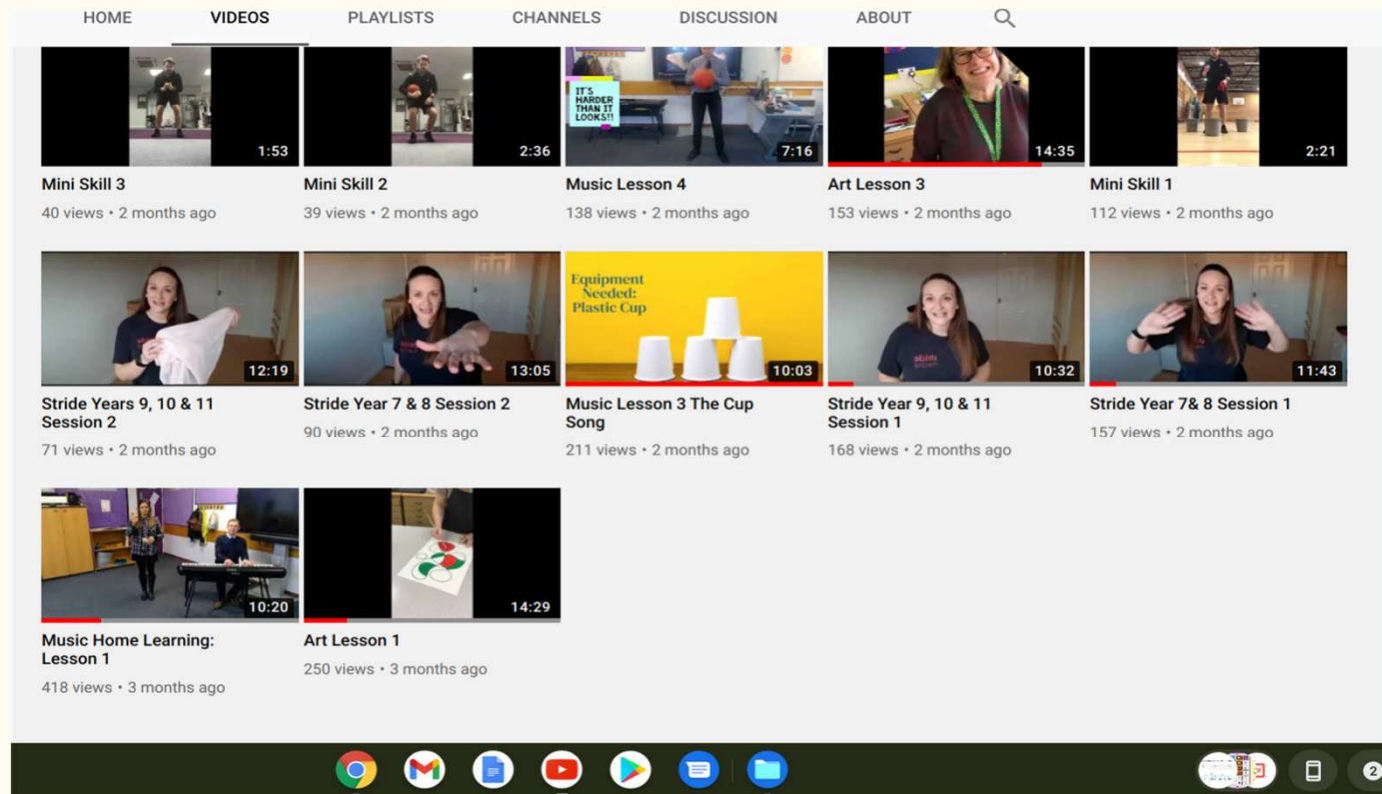 HOME VIDEOS PLAYLISTS CHANNELS DISCUSSION ABOUT
IT'S
HARDER
THAN IT
LOOKS!!
1:53 2:36 7:16 14:35 2:21
Mini Skill 3
40 views • 2 months ago
Mini Skill 2
39 views • 2 months ago
Music Lesson 4
138 views • 2 months ago
Art Lesson 3
153 views • 2 months ago
Mini Skill 1
112 views • 2 months ago
Equipment
Needed:
Plastic Cup
12:19 13:05 10:03 10:32 11:43
Stride Years 9, 10 & 11
Session 2
71 views • 2 months ago
Stride Year 7 & 8 Session 2
90 views • 2 months ago
Music Lesson 3 The Cup
Song
211 views • 2 months ago
Stride Year 9, 10 & 11
Session 1
168 views • 2 months ago
Stride Year 7& 8 Session 1
157 views • 2 months ago
10:20 14:29
Music Home Learning:
Lesson 1
418 views • 3 months ago
Art Lesson 1
250 views • 3 months ago
2